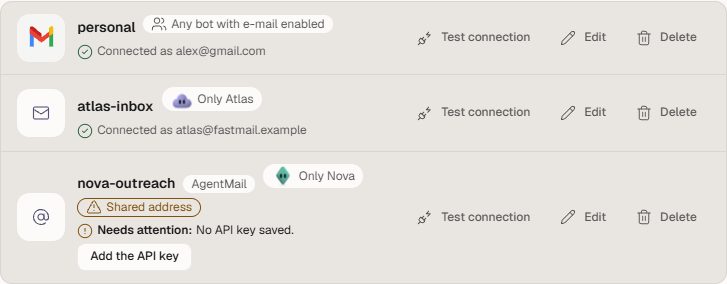 personal Any bot with e-mail enabled
Connected as alex@gmail.com
Test connection Edit Delete
atlas-inbox Only Atlas
Connected as atlas@fastmail.example
Test connection Edit Delete
nova-outreach AgentMail Only Nova
Shared address
Needs attention: No API key saved.
Add the API key
Test connection Edit Delete